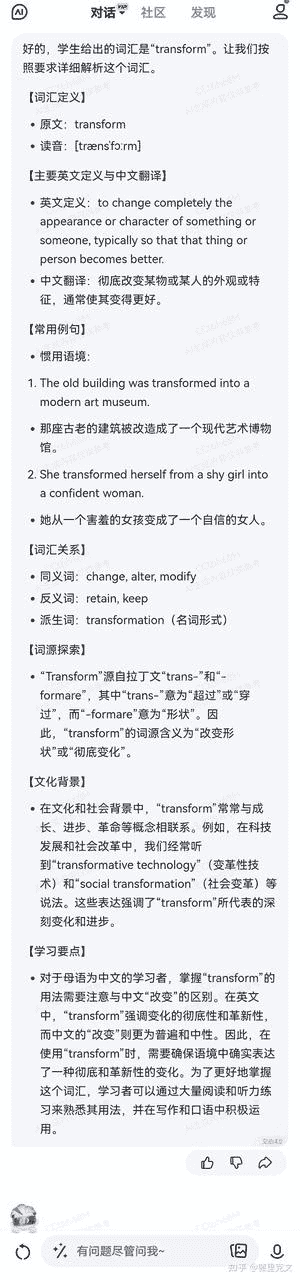 对话 VIP 社区 发现
好的，学生给出的词汇是“transform”。让我们按
照要求详细解析这个词汇。
【词汇定义】
• 原文：transform
• 读音：[træns'fɔːrm]
【主要英文定义与中文翻译】
• 英文定义：to change completely the
appearance or character of something or
someone, typically so that that thing or
person becomes better.
• 中文翻译：彻底改变某物或某人的外观或特
征，通常使其变得更好。
【常用例句】
• 惯用语境：
1. The old building was transformed into a
modern art museum.
• 那座古老的建筑被改造成了一个现代艺术博物
馆。
2. She transformed herself from a shy girl into
a confident woman.
• 她从一个害羞的女孩变成了一个自信的女人。
【词汇关系】
• 同义词：change, alter, modify
• 反义词：retain, keep
• 派生词：transformation（名词形式）
【词源探索】
• “Transform”源自拉丁文“trans-”和“-
formare”，其中“trans-”意为“超过”或“穿
过”，而“-formare”意为“形状”。因
此，“transform”的词源含义为“改变形
状”或“彻底变化”。
【文化背景】
• 在文化和社会背景中，“transform”常常与成
长、进步、革命等概念相联系。例如，在科技
发展和社会改革中，我们经常
听到“transformative technology”（变革性技
术）和“social transformation”（社会变革）等
说法。这些表达强调了“transform”所代表的深
刻变化和进步。
【学习要点】
• 对于母语为中文的学习者，掌握“transform”的
用法需要注意与中文“改变”的区别。在英文
中，“transform”强调变化的彻底性和革新性，
而中文的“改变”则更为普遍和中性。因此，在
使用“transform”时，需要确保语境中确实表达
了一种彻底和革新性的变化。为了更好地掌握
这个词汇，学习者可以通过大量阅读和听力练
习来熟悉其用法，并在写作和口语中积极运
用。
文心4.0
有问题尽管问我~